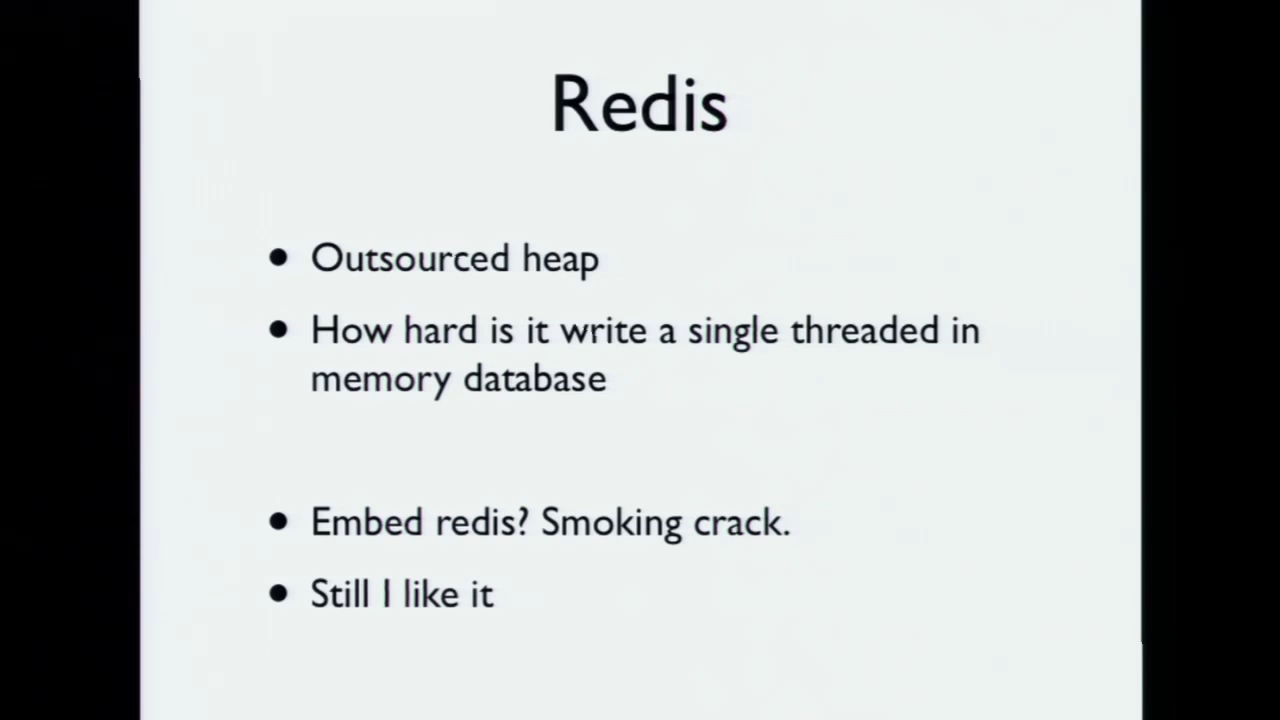 Redis
• Outsourced heap
• How hard is it write a single threaded in
memory database
• Embed redis? Smoking crack.
• Still I like it